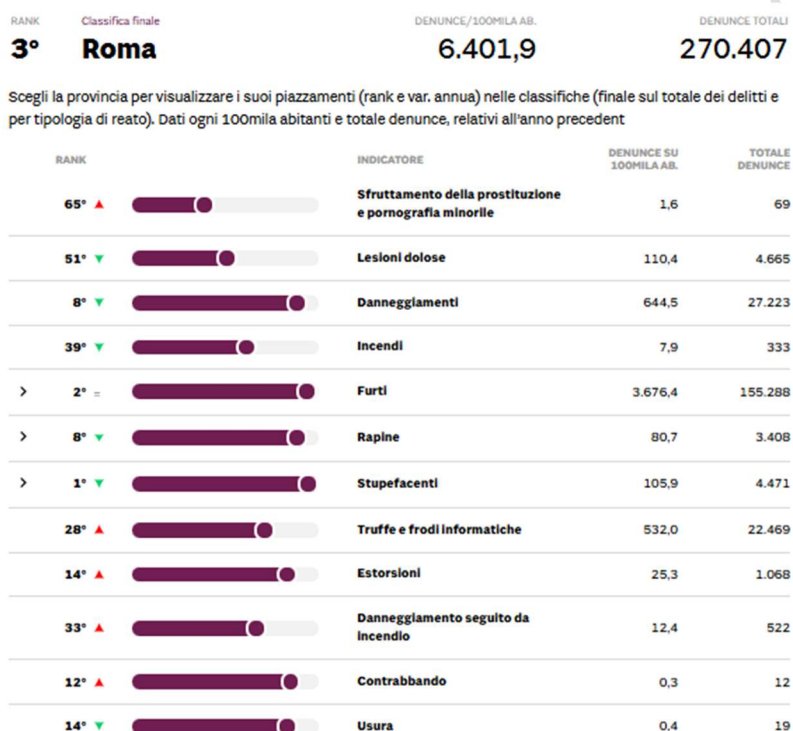 RANK Classifica finale DENUNCE/100MILA AB. DENUNCE TOTALI
3° Roma 6.401,9 270.407
Scegli la provincia per visualizzare i suoi piazzamenti (rank e var. annua) nelle classifiche (finale sul totale dei delitti e
per tipologia di reato). Dati ogni 100mila abitanti e totale denunce, relativi all'anno precedent
RANK INDICATORE DENUNCE SU 100MILA AB. TOTALE DENUNCE
65° Sfruttamento della prostituzione
e pornografia minorile 1,6 69
51° Lesioni dolose 110,4 4.665
8° Danneggiamenti 644,5 27.223
39° Incendi 7,9 333
2° = Furti 3.676,4 155.288
8° Rapine 80,7 3.408
1° Stupefacenti 105,9 4.471
28° Truffe e frodi informatiche 532,0 22.469
14° Estorsioni 25,3 1.068
33° Danneggiamento seguito da
incendio 12,4 522
12° Contrabbando 0,3 12
14° Usura 0,4 19